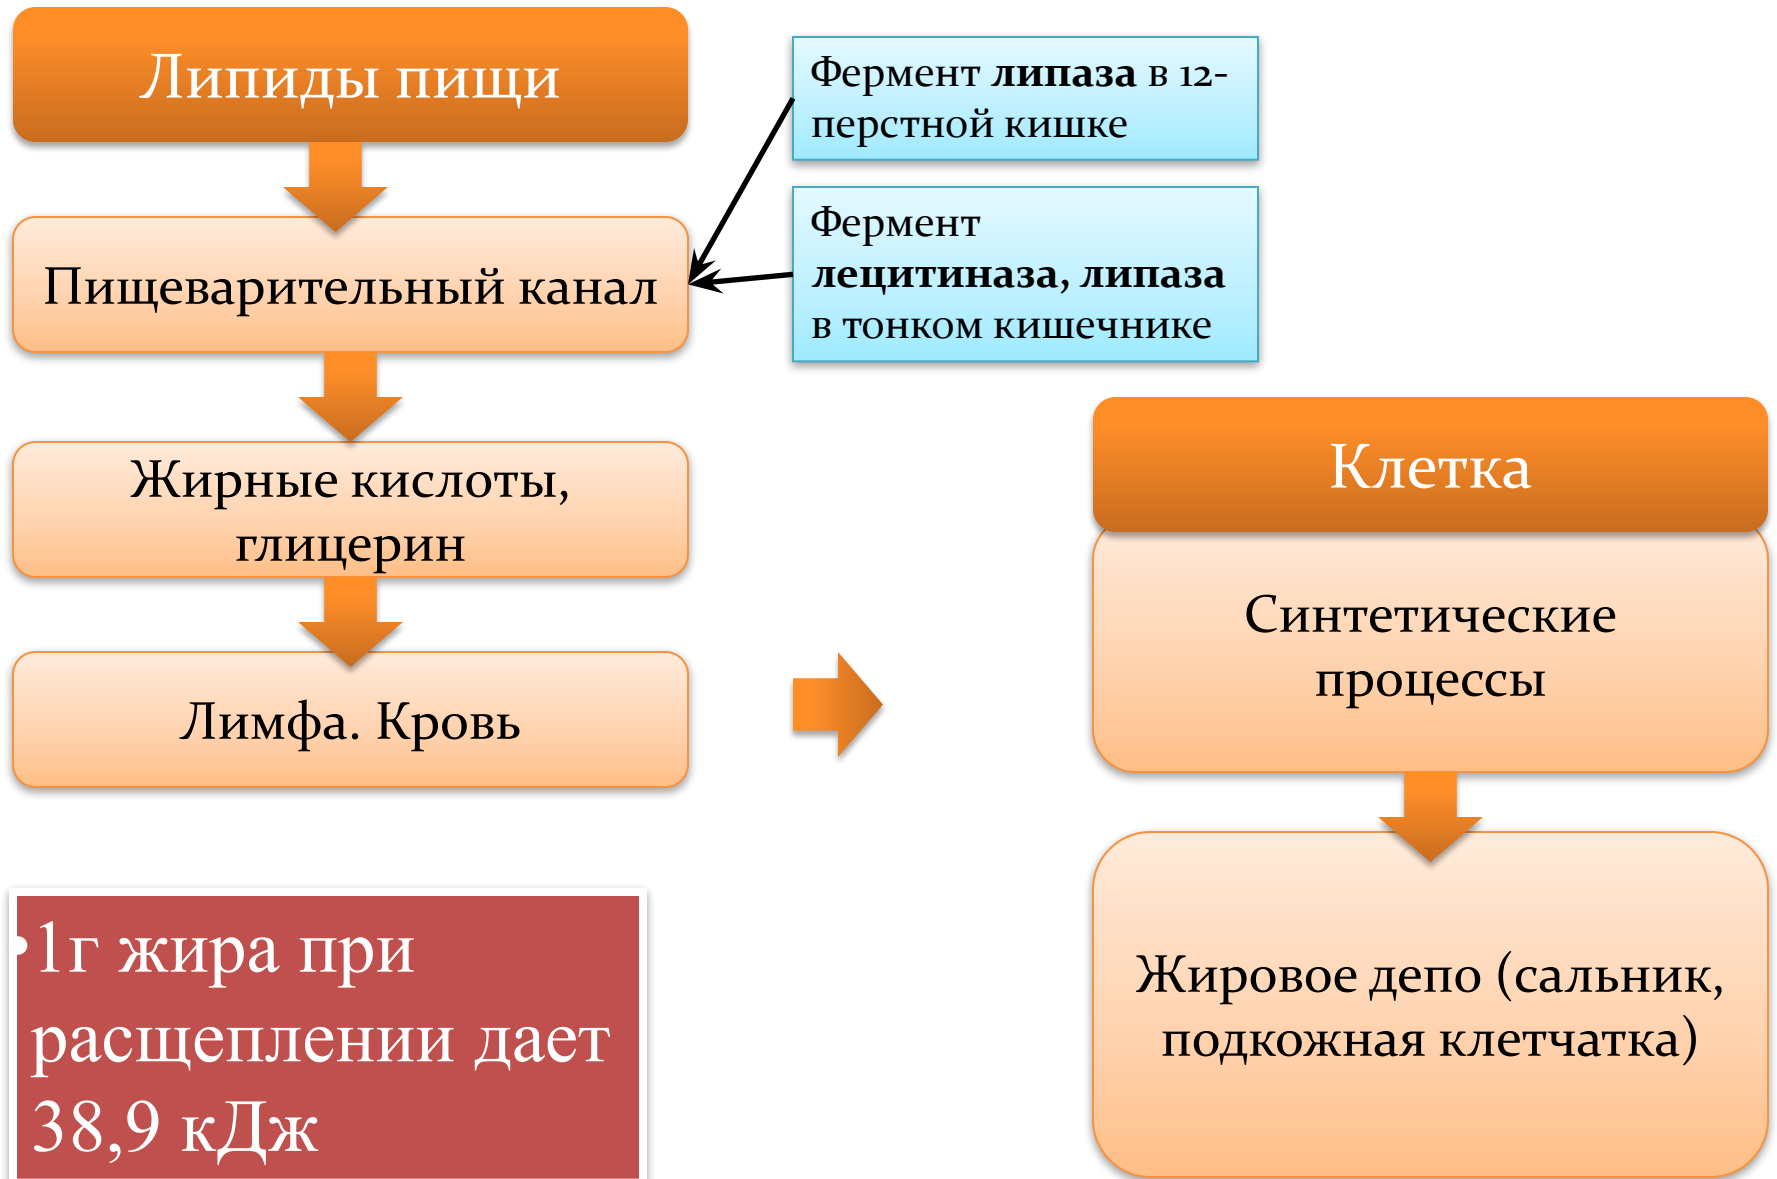 Липиды пищи
Фермент липаза в 12-
перстной кишке
Фермент
лецитиназа, липаза
в тонком кишечнике
Пищеварительный канал
Жирные кислоты,
глицерин
Лимфа. Кровь
Клетка
Синтетические
процессы
Жировое депо (сальник,
подкожная клетчатка)
•1г жира при
расщеплении дает
38,9 кДж